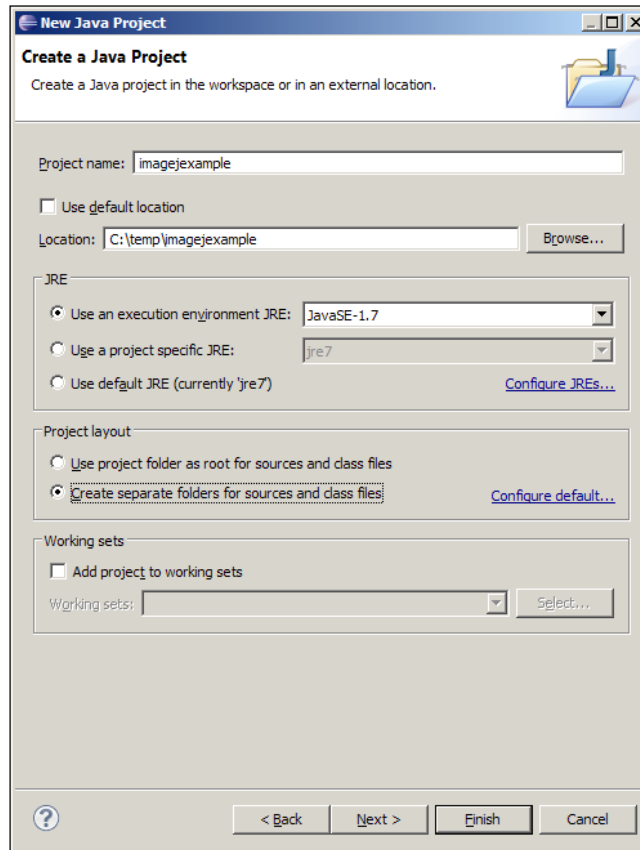 New Java Project
Create a Java Project
Create a Java project in the workspace or in an external location.
Project name: imagejexample
Use default location
Location: C:\temp\imagejexample Browse...
JRE
Use an execution environment JRE: JavaSE-1.7
Use a project specific JRE: jre7
Use default JRE (currently 'jre7') Configure JREs...
Project layout
Use project folder as root for sources and class files
Create separate folders for sources and class files Configure default...
Working sets
Add project to working sets
Working sets: Select...
? < Back Next > Finish Cancel